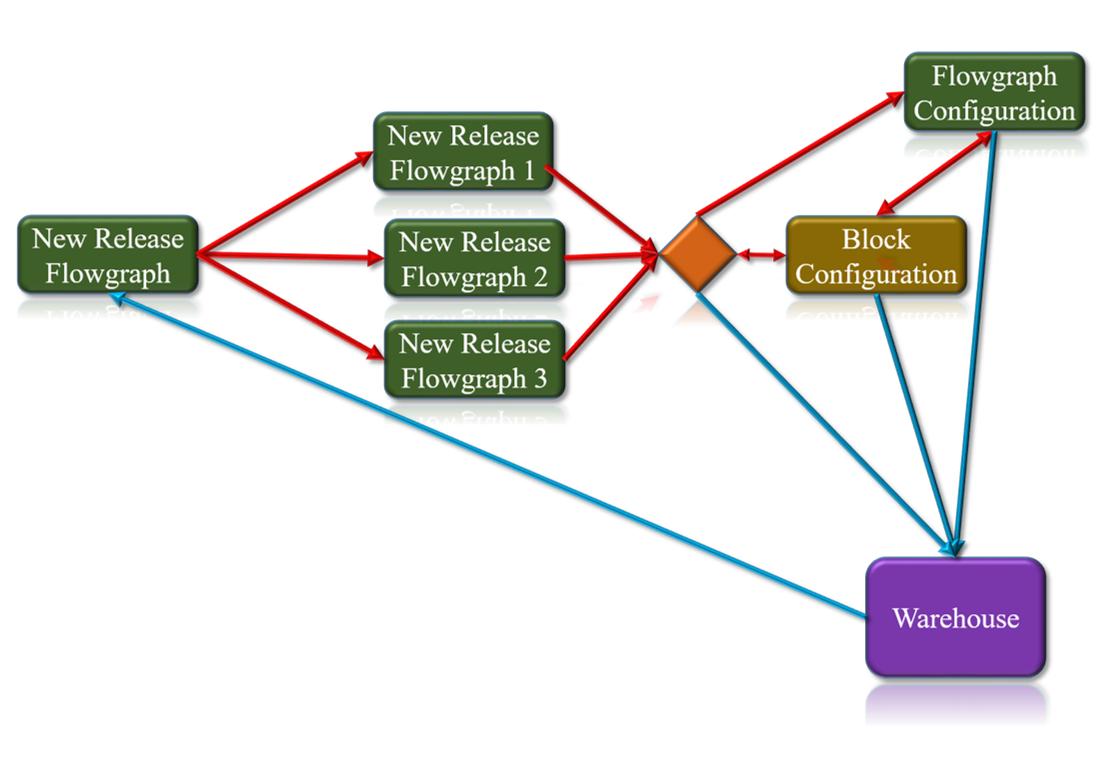 Flowgraph
Configuration
New Release
Flowgraph 1
New Release
Flowgraph
New Release
Flowgraph 2
Block
Configuration
New Release
Flowgraph 3
Warehouse